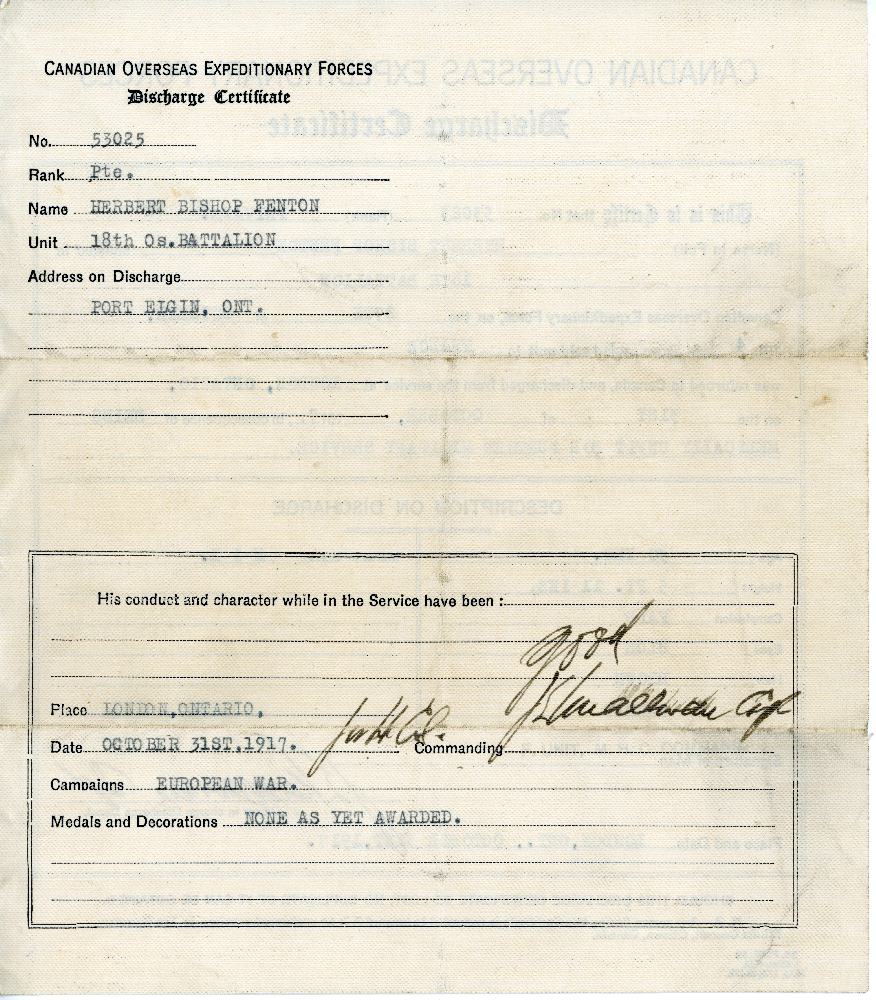 CANADIAN OVERSEAS EXPEDITIONARY FORCES
Discharge Certificate
No. 53025
Rank Pte.
Name HERBERT BISHOP FENTON
Unit 18th Os.BATTALION
Address on Discharge
PORT ELGIN, ONT.
His conduct and character while in the Service have been :
good
Place LONDON,ONTARIO,
Date OCTOBER 31ST,1917. Commanding
Campaigns EUROPEAN WAR.
Medals and Decorations NONE AS YET AWARDED.